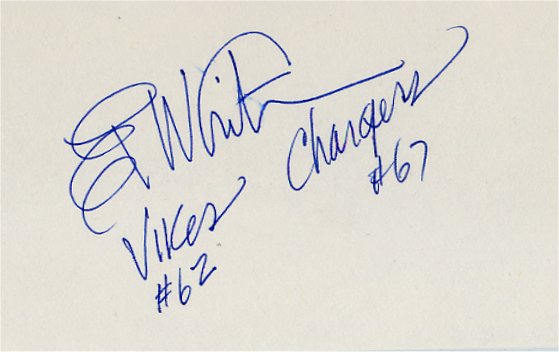 Ed White
Chargers
#67
Vikes
#62